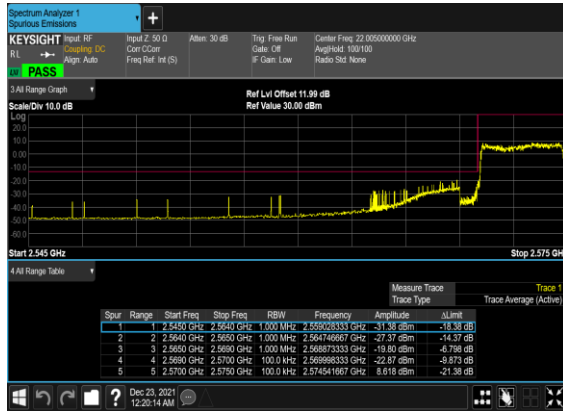 Spectrum Analyzer 1
Spurious Emissions
KEYSIGHT Input: RF Input Z: 50 Ω Atten: 30 dB Trig: Free Run Center Freq: 22.005000000 GHz
RL Coupling: DC Corr CCorr Gate: Off Avg|Hold: 100/100
Align: Auto Freq Ref: Int (S) IF Gain: Low Radio Std: None
PASS
3 All Range Graph
Ref Lvl Offset 11.99 dB
Scale/Div 10.0 dB Ref Value 30.00 dBm
Log
20.0
10.0
0.00
-10.0
-20.0
-30.0
-40.0
-50.0
-60.0
Start 2.545 GHz Stop 2.575 GH
4 All Range Table
Measure Trace Trace 1
Trace Type Trace Average (Active)
Spur Range Start Freq Stop Freq RBW Frequency Amplitude ΔLimit
1 1 2.5450 GHz 2.5640 GHz 1.000 MHz 2.559028333 GHz -31.38 dBm -18.38 dB
2 2 2.5640 GHz 2.5650 GHz 1.000 MHz 2.564746667 GHz -27.37 dBm -14.37 dB
3 3 2.5650 GHz 2.5690 GHz 1.000 MHz 2.568873333 GHz -19.80 dBm -6.798 dB
4 4 2.5690 GHz 2.5700 GHz 100.0 kHz 2.569998333 GHz -22.87 dBm -9.873 dB
5 5 2.5700 GHz 2.5750 GHz 100.0 kHz 2.574541667 GHz 8.618 dBm -21.38 dB
Dec 23, 2021
12:20:14 AM